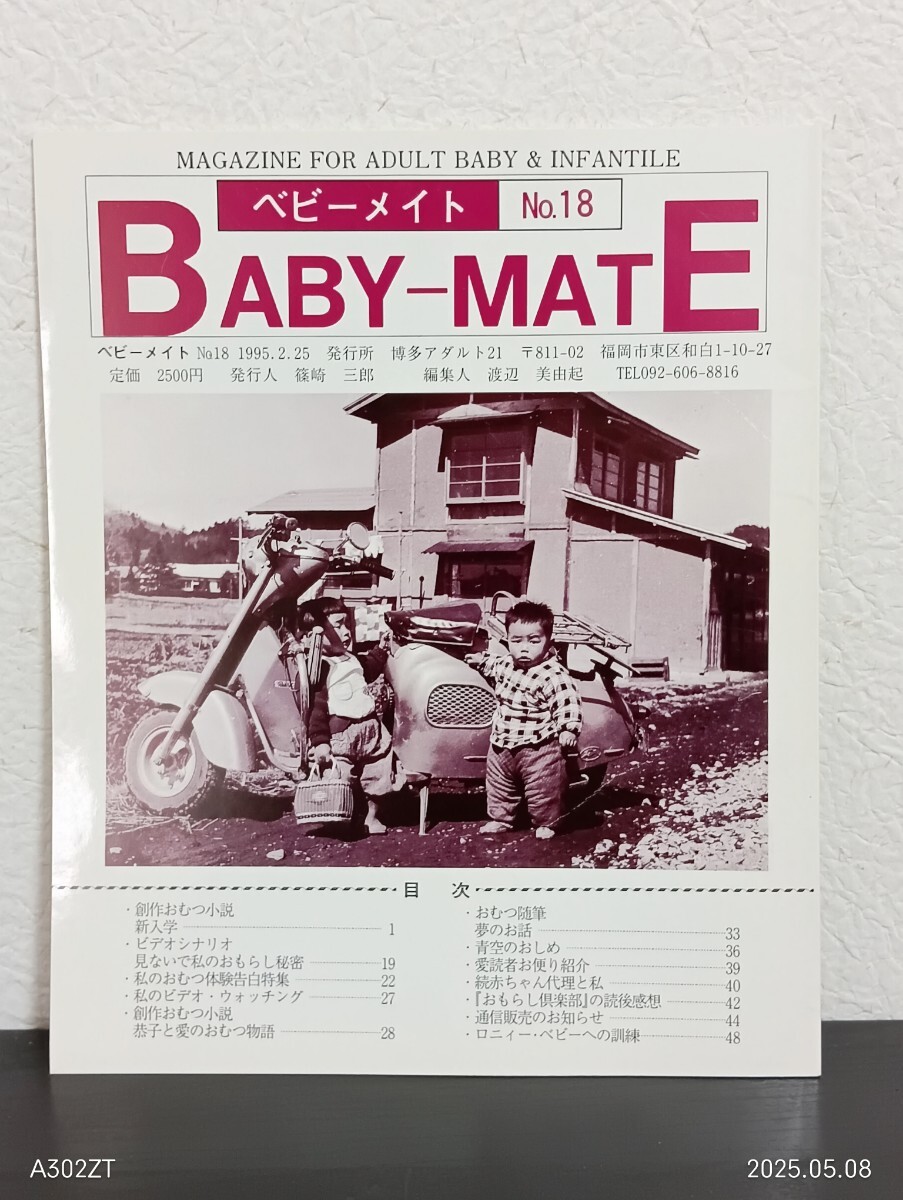 MAGAZINE FOR ADULT BABY & INFANTILE
ベビーメイト No.18
BABY-MATE
ベビーメイト No.18 1995.2.25 発行所 博多アダルト21 〒811-02 福岡市東区和白1-10-27
定価 2500円 発行人 篠崎 三郎 編集人 渡辺 美由起 TEL092-606-8816
目 次
・創作おむつ小説
新入学 1
・ビデオシナリオ
見ないで私のおもらし秘密 19
・私のおむつ体験告白特集 22
・私のビデオ・ウォッチング 27
・創作おむつ小説
恭子と愛のおむつ物語 28
・おむつ随筆
夢のお話 33
・青空のおしめ 36
・愛読者お便り紹介 39
・続赤ちゃん代理と私 40
・『おもらし倶楽部』の読後感想 42
・通信販売のお知らせ 44
・ロニィー・ベビーへの訓練 48
A302ZT
2025.05.08